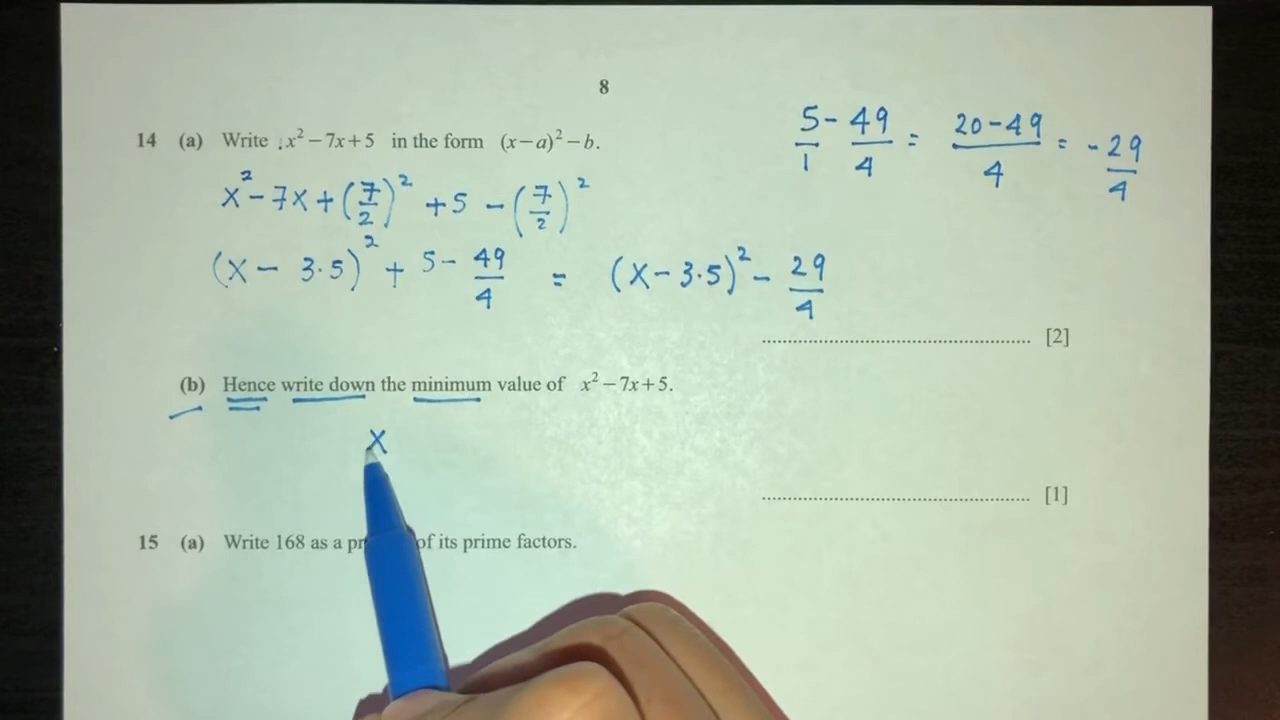 8
14 (a) Write x² − 7x + 5 in the form (x − a)² − b.
5/1 - 49/4 = 20-49/4 = -29/4
x² - 7x + (7/2)² + 5 - (7/2)²
(x - 3.5)² + 5 - 49/4 = (x - 3.5)² - 29/4
[2]
(b) Hence write down the minimum value of x² − 7x + 5.
x
[1]
15 (a) Write 168 as a of its prime factors.